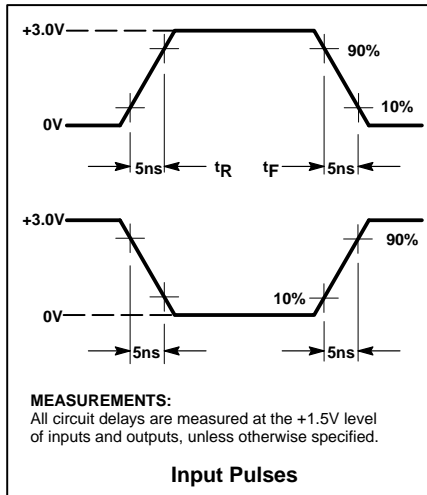 +3.0V
90%
10%
0V
5ns tR tF 5ns
+3.0V
90%
10%
0V
5ns 5ns
MEASUREMENTS:
All circuit delays are measured at the +1.5V level
of inputs and outputs, unless otherwise specified.
Input Pulses